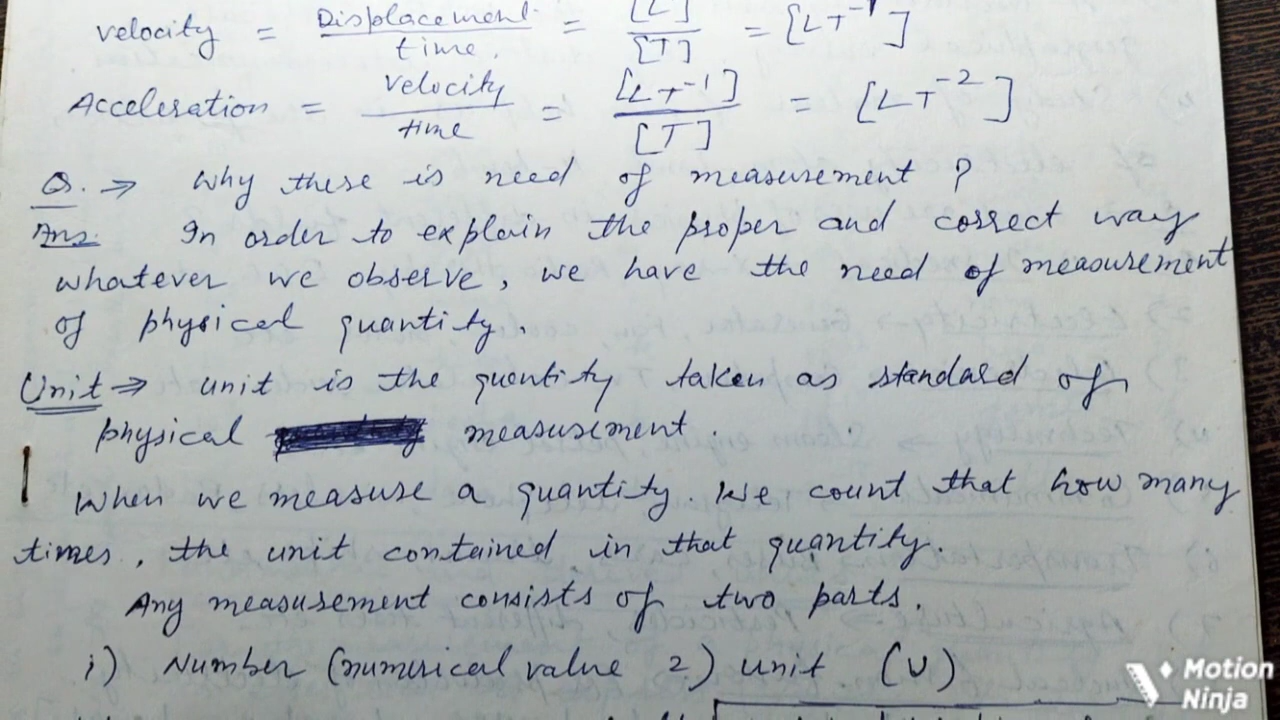 velocity = Displacement / time. = [L] / [T] = [LT⁻¹]
Acceleration = velocity / time = [LT⁻¹] / [T] = [LT⁻²]
Q. ⇒ Why there is need of measurement ?
Ans. In order to explain the proper and correct way
whatever we observe, we have the need of measurement
of physical quantity.
Unit ⇒ unit is the quentity taken as standard of
physical measurement.
When we measure a quantity. We count that how many
times, the unit contained in that quantity.
Any measurement consists of two parts.
i) Number (numerical value 2.) unit (U)
Motion
Ninja